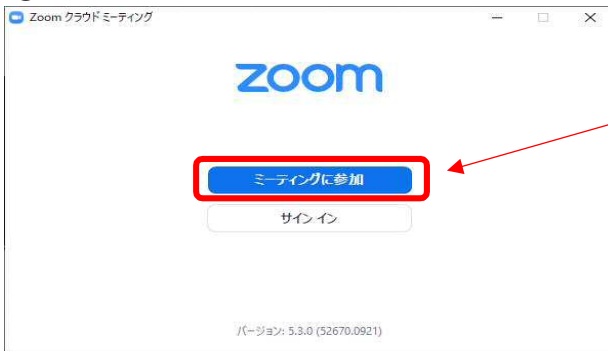 Zoom クラウドミーティング
zoom
ミーティングに参加
サイン イン
バージョン: 5.3.0 (52670.0921)